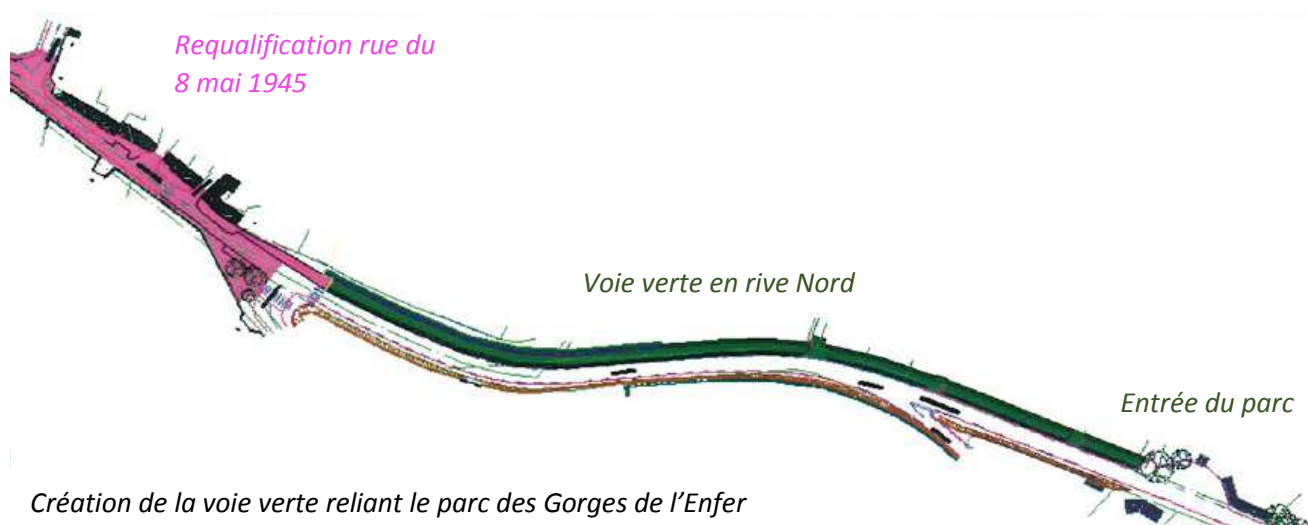 Requalification rue du
8 mai 1945
Voie verte en rive Nord
Entrée du parc
Création de la voie verte reliant le parc des Gorges de l’Enfer